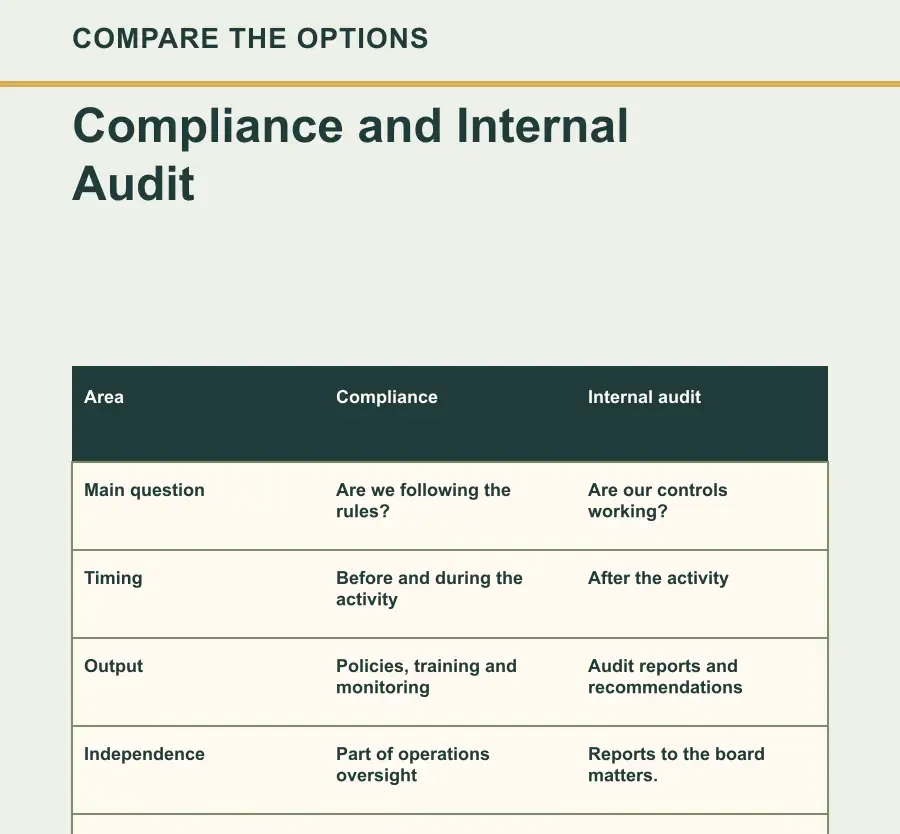 COMPARE THE OPTIONS
Compliance and Internal
Audit
Area
Compliance
Internal audit
Main question
Are we following the
rules?
Are our controls
working?
Timing
Before and during the
activity
After the activity
Output
Policies, training and
monitoring
Audit reports and
recommendations
Independence
Part of operations
oversight
Reports to the board
matters.